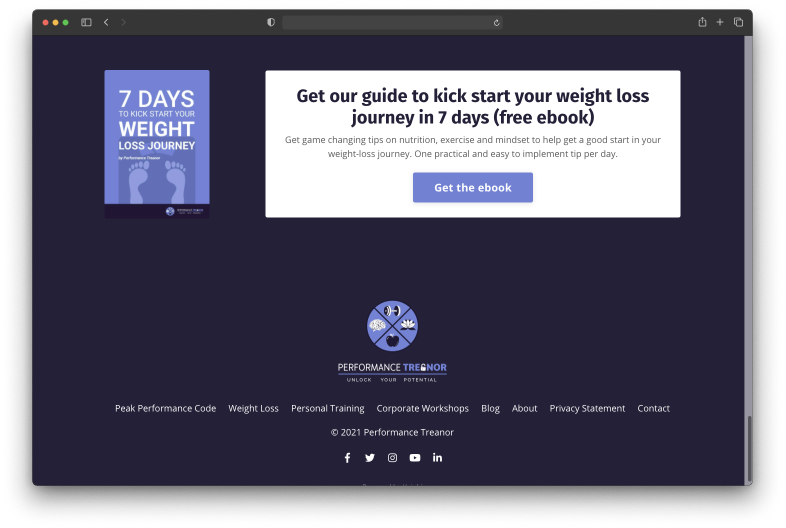 7 DAYS
TO KICK START YOUR
WEIGHT
LOSS JOURNEY
by Performance Treanor
Get our guide to kick start your weight loss
journey in 7 days (free ebook)
Get game changing tips on nutrition, exercise and mindset to help get a good start in your
weight-loss journey. One practical and easy to implement tip per day.
Get the ebook
PERFORMANCE TREANOR
UNLOCK YOUR POTENTIAL
Peak Performance Code Weight Loss Personal Training Corporate Workshops Blog About Privacy Statement Contact
© 2021 Performance Treanor